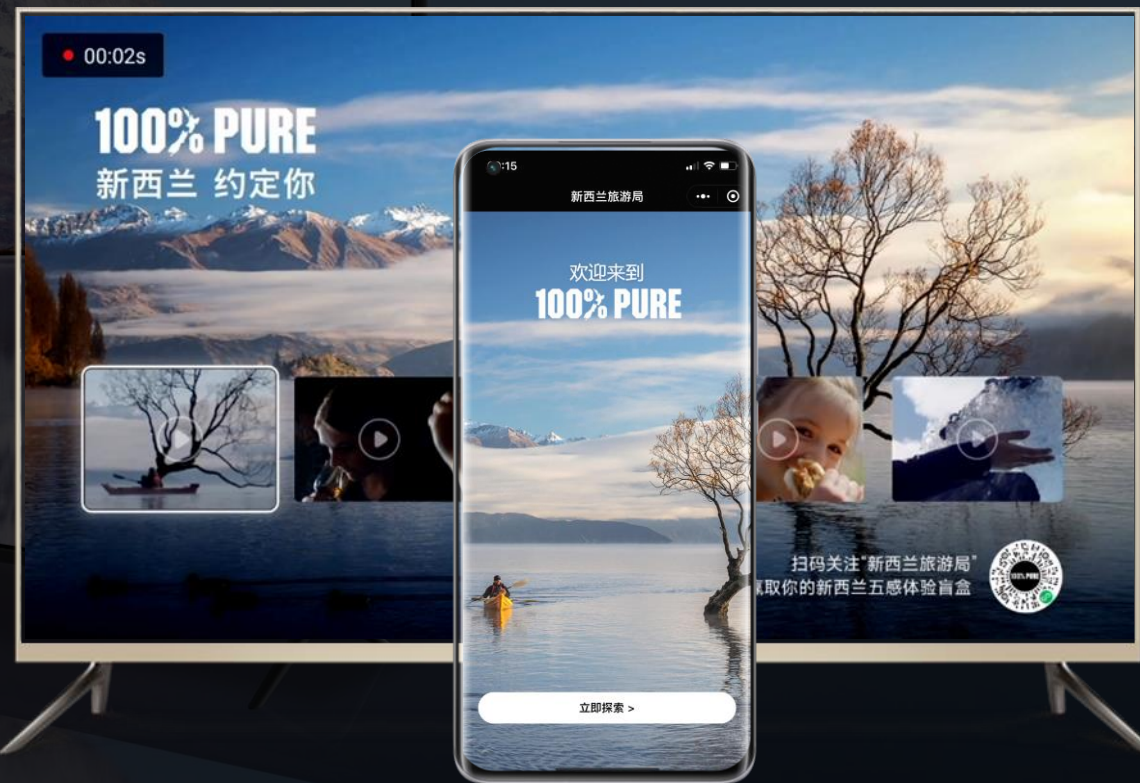 00:02s
100% PURE
新西兰 约定你
:15
新西兰旅游局
欢迎来到
100% PURE
扫码关注“新西兰旅游局”
赢取你的新西兰五感体验盲盒
100% PURE
立即探索 >